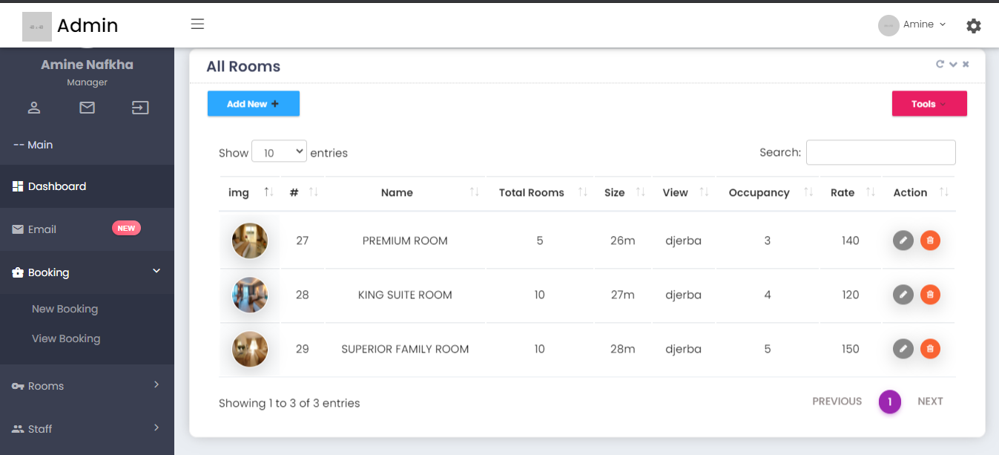 Admin
Amine
Amine Nafkha
Manager
-- Main
Dashboard
Email NEW
Booking
New Booking
View Booking
Rooms
Staff
All Rooms
Add New +
Tools
Show 10 entries
Search:
img # Name Total Rooms Size View Occupancy Rate Action
27 PREMIUM ROOM 5 26m djerba 3 140
28 KING SUITE ROOM 10 27m djerba 4 120
29 SUPERIOR FAMILY ROOM 10 28m djerba 5 150
Showing 1 to 3 of 3 entries
PREVIOUS 1 NEXT